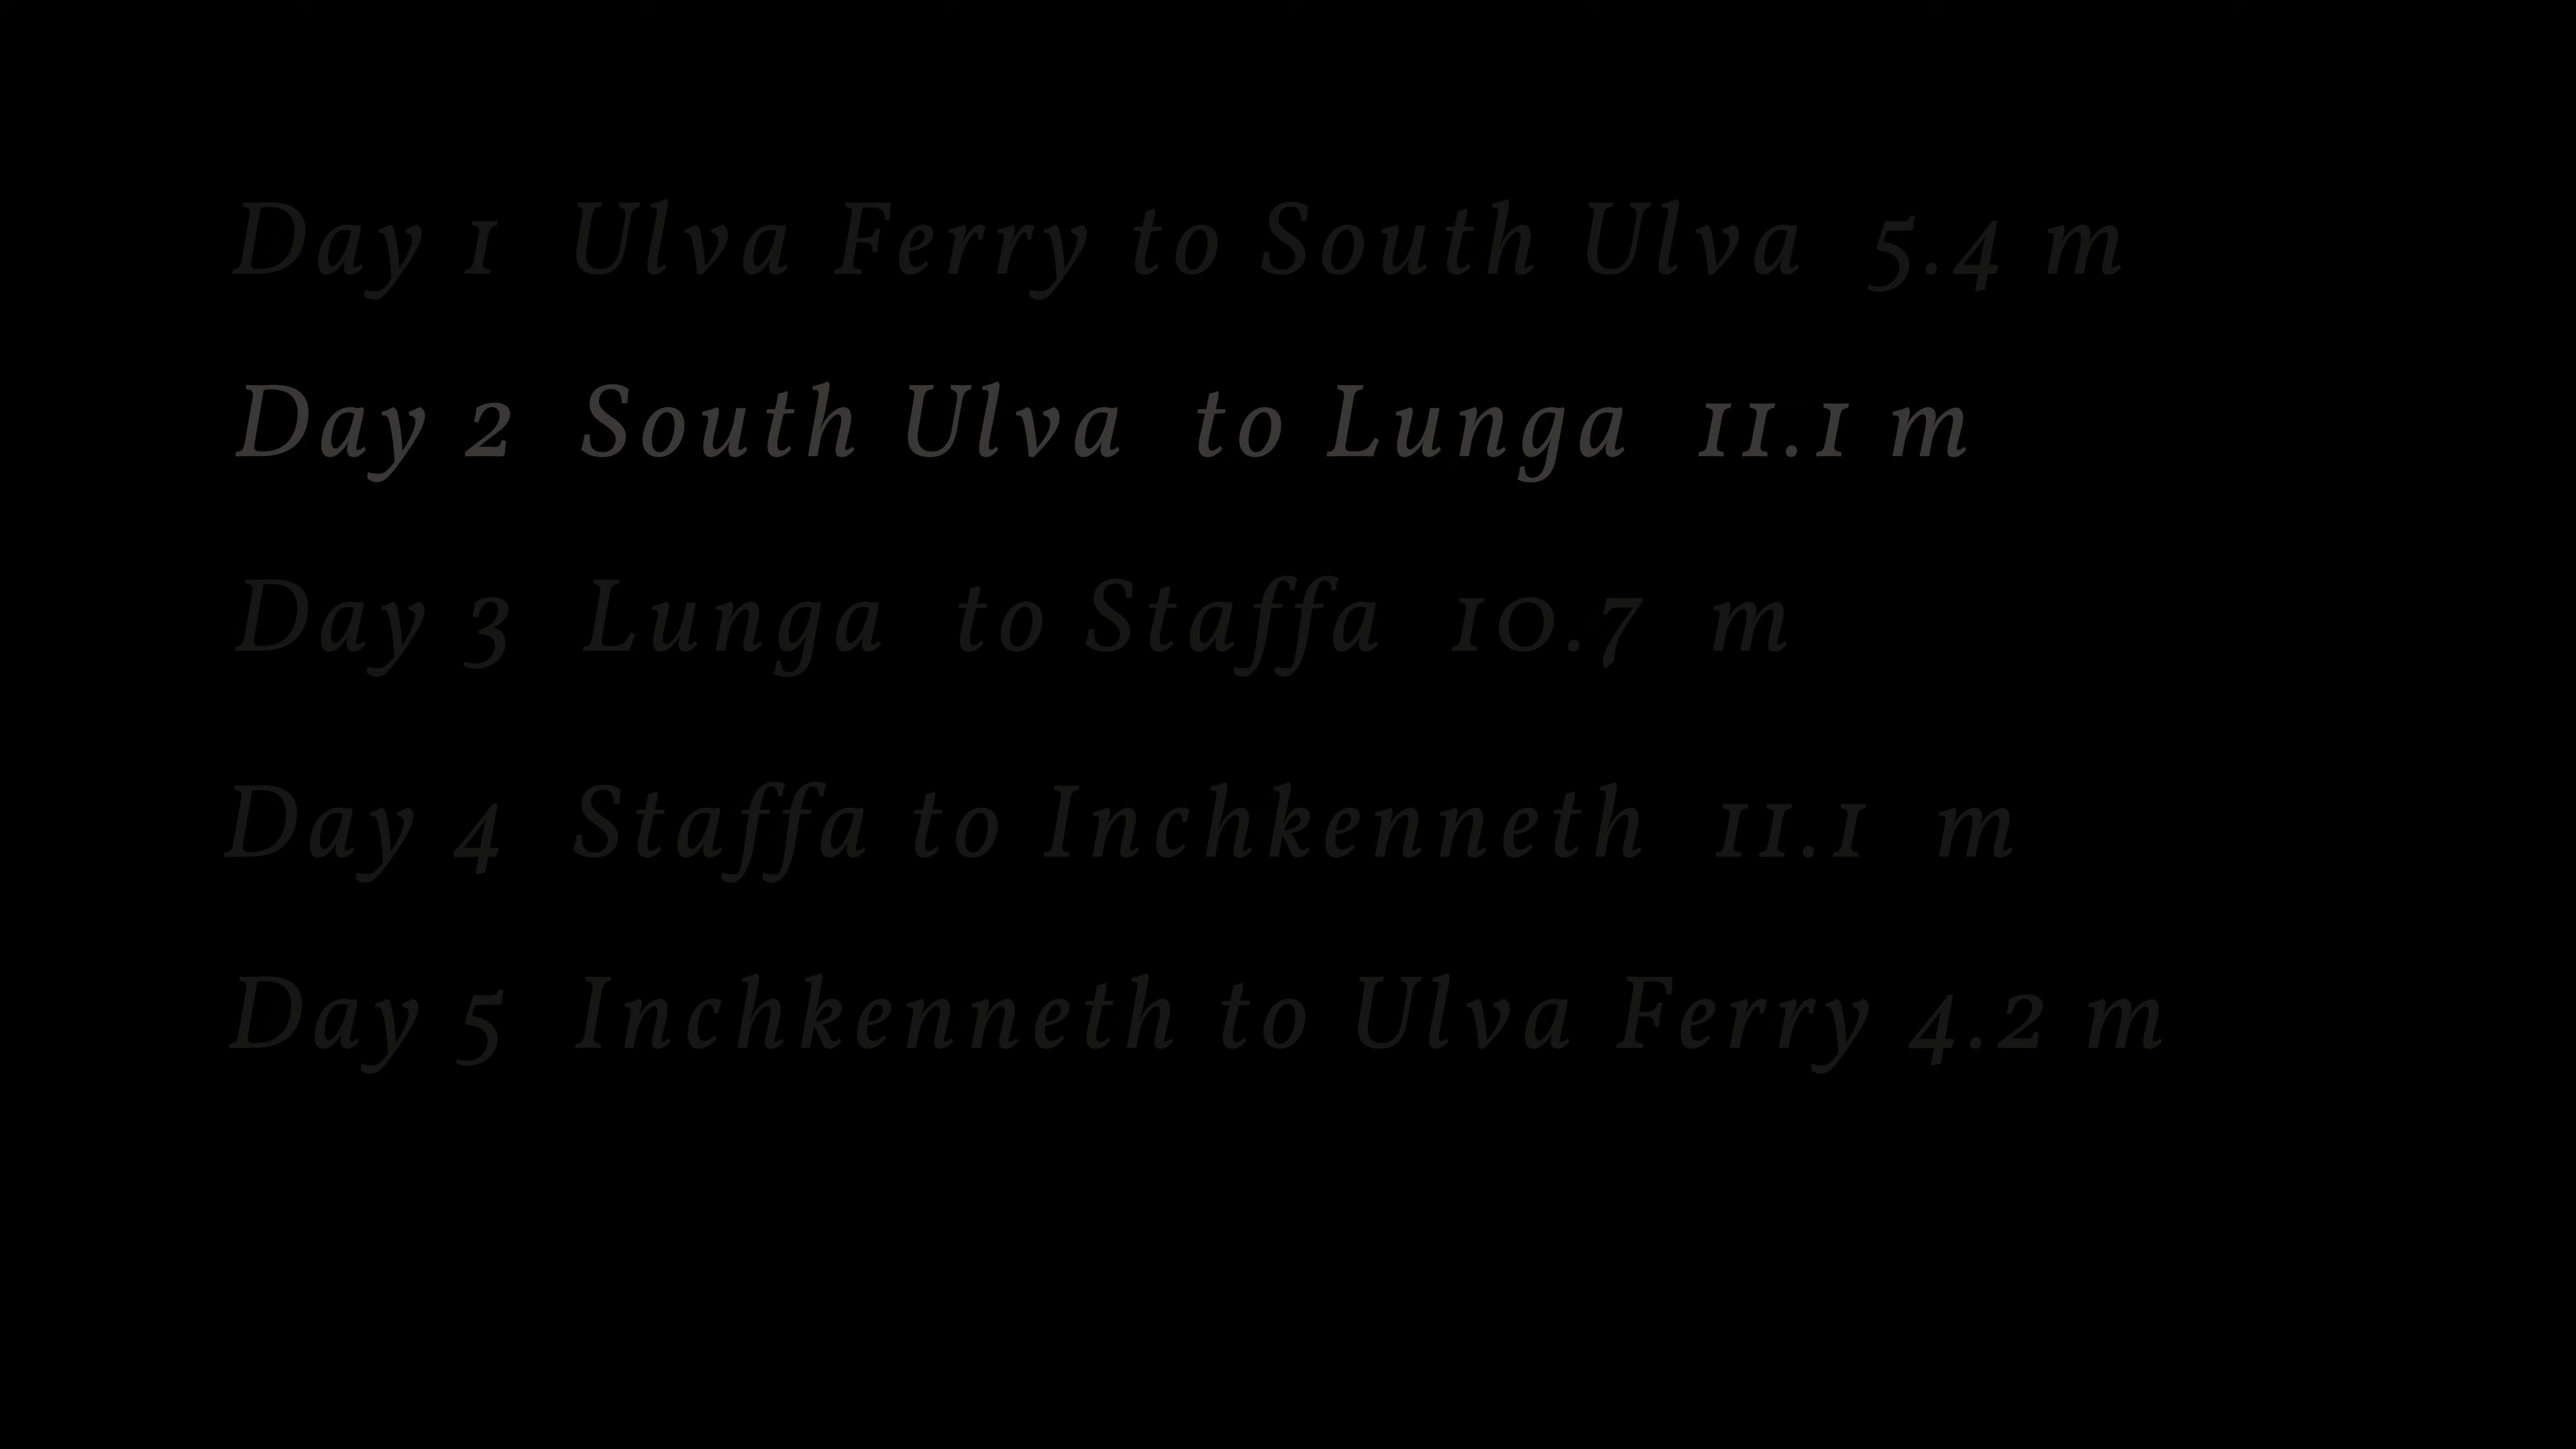 Day 1 Ulva Ferry to South Ulva 5.4 m
Day 2 South Ulva to Lunga 11.1 m
Day 3 Lunga to Staffa 10.7 m
Day 4 Staffa to Inchkenneth 11.1 m
Day 5 Inchkenneth to Ulva Ferry 4.2 m